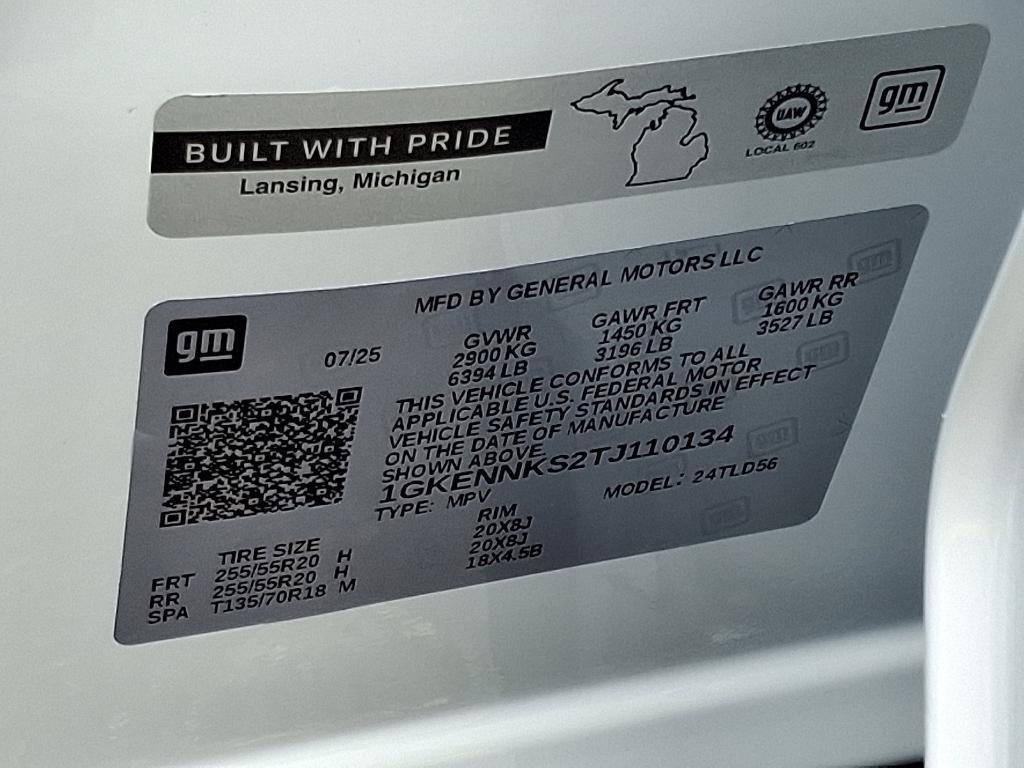 BUILT WITH PRIDE
Lansing, Michigan
UAW
LOCAL 602
gm
MFD BY GENERAL MOTORS LLC
gm
07/25
GVWR
2900 KG
6394 LB
GAWR FRT
1450 KG
3196 LB
GAWR RR
1600 KG
3527 LB
THIS VEHICLE CONFORMS TO ALL
APPLICABLE U.S. FEDERAL MOTOR
VEHICLE SAFETY STANDARDS IN EFFECT
ON THE DATE OF MANUFACTURE
SHOWN ABOVE.
1GKENNKS2TJ110134
TYPE: MPV
MODEL: 24TLD56
TIRE SIZE RIM
FRT 255/55R20 H 20X8J
RR 255/55R20 H 20X8J
SPA T135/70R18 M 18X4.5B